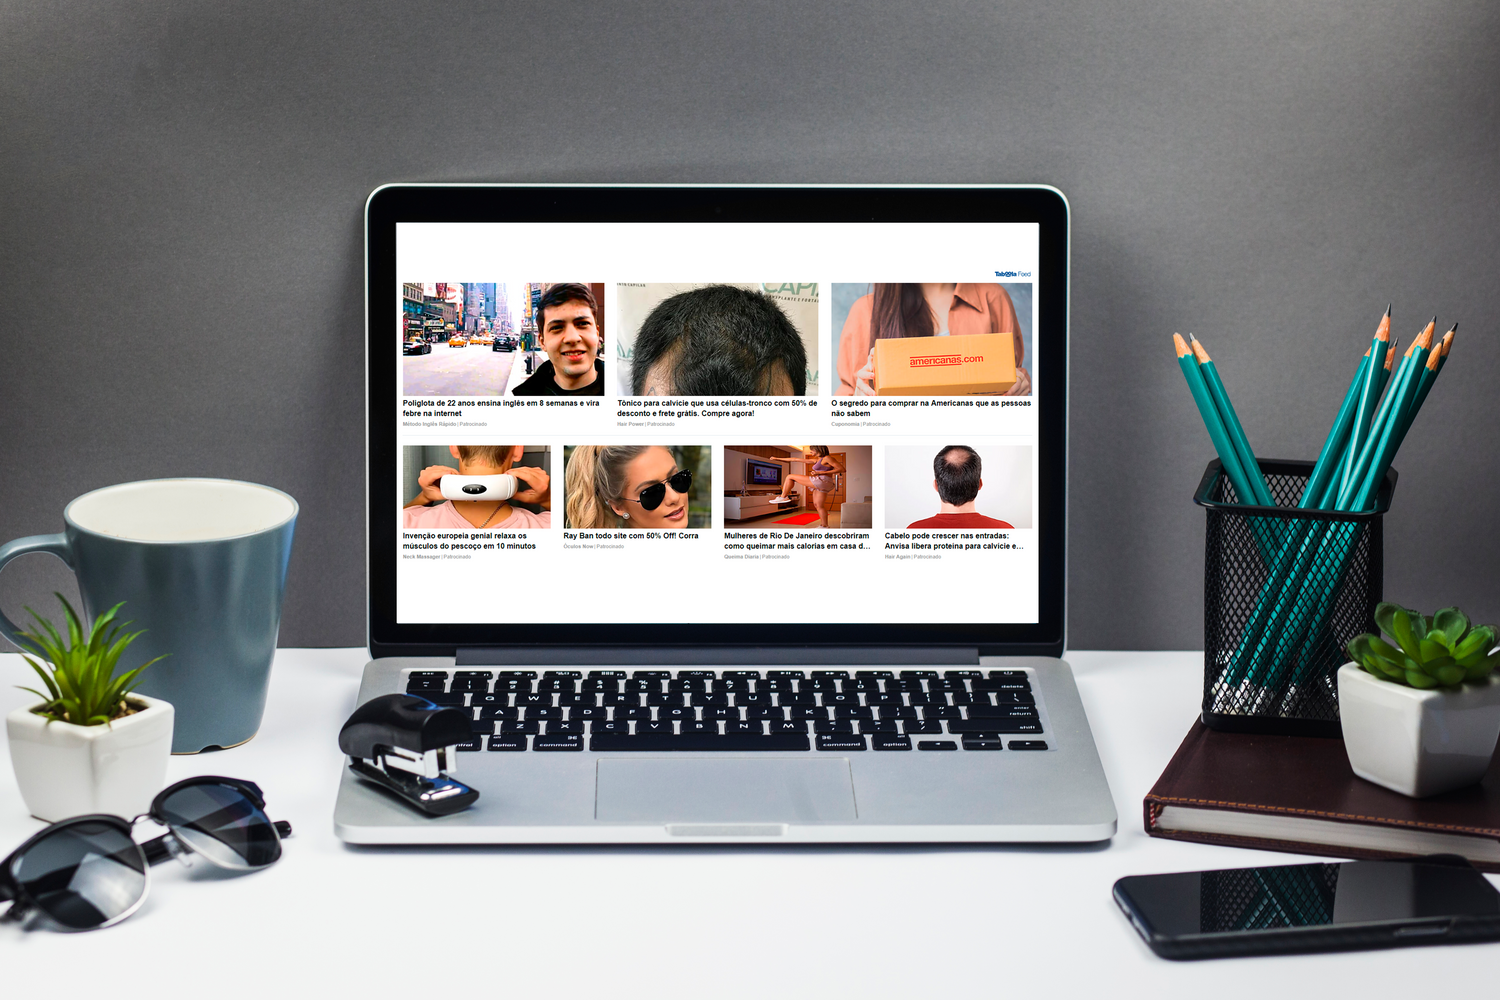 Taboola Feed
Poliglota de 22 anos ensina inglês em 8 semanas e vira
febre na internet
Método Inglês Rápido | Patrocinado
Tônico para calvície que usa células-tronco com 50% de
desconto e frete grátis. Compre agora!
Hair Power | Patrocinado
americanas.com
O segredo para comprar na Americanas que as pessoas
não sabem
Cuponomia | Patrocinado
Invenção europeia genial relaxa os
músculos do pescoço em 10 minutos
Neck Massager | Patrocinado
Ray Ban todo site com 50% Off! Corra
Óculos Now | Patrocinado
Mulheres de Rio De Janeiro descobriram
como queimar mais calorias em casa d...
Queima Diária | Patrocinado
Cabelo pode crescer nas entradas:
Anvisa libera proteína para calvície e...
Hair Again | Patrocinado
Q W E R T Y U O P
A S D F G H J K L
return
Z X C V B N M
shift
option command command option